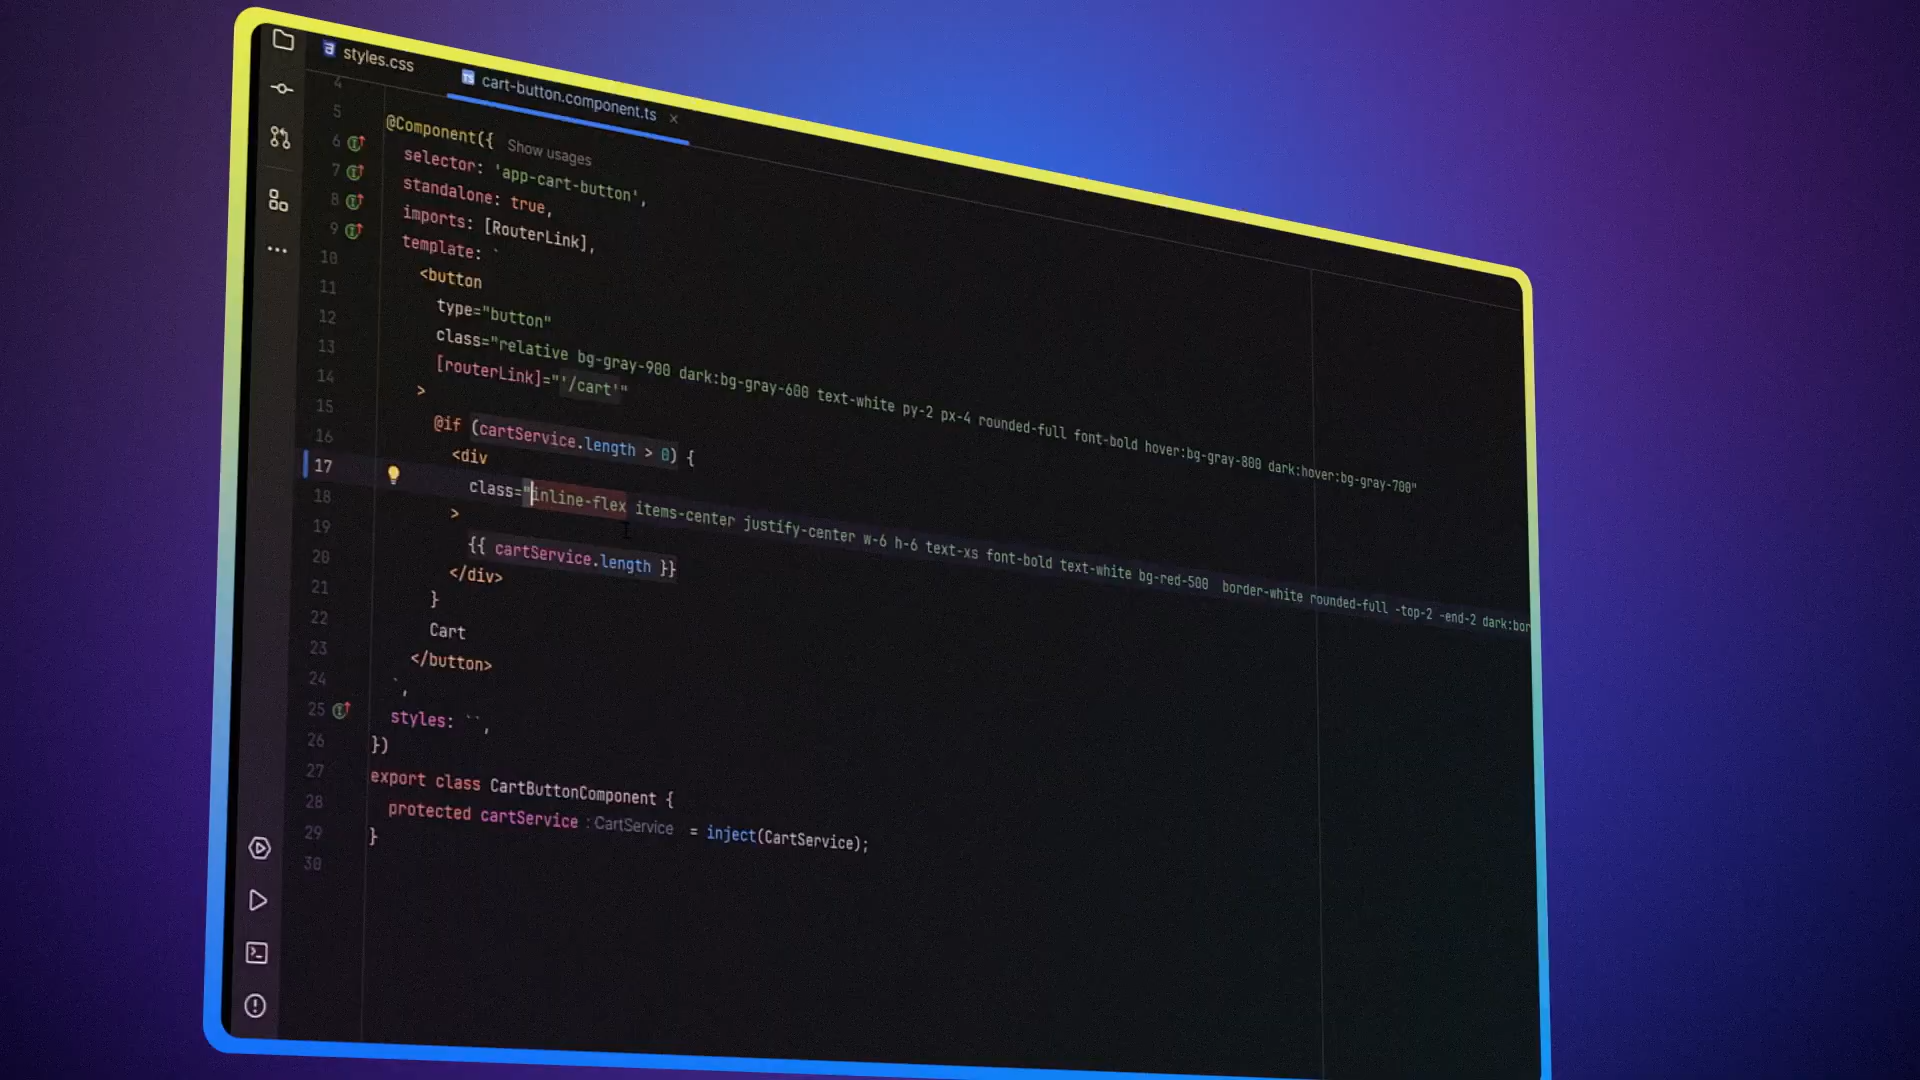 styles.css
cart-button.component.ts
4
5 @Component({ Show usages
6 selector: 'app-cart-button',
7 standalone: true,
8 imports: [RouterLink],
9 template: `
10 <button
11 type="button"
12 class="relative bg-gray-900 dark:bg-gray-600 text-white py-2 px-4 rounded-full font-bold hover:bg-gray-800 dark:hover:bg-gray-700"
13 [routerLink]="'/cart'"
14 >
15 @if (cartService.length > 0) {
16 <div
17 class="inline-flex items-center justify-center w-6 h-6 text-xs font-bold text-white bg-red-500 border-white rounded-full -top-2 -end-2 dark:bor
18 >
19 {{ cartService.length }}
20 </div>
21 }
22 Cart
23 </button>
24 `,
25 styles: ``,
26 })
27 export class CartButtonComponent {
28 protected cartService : CartService = inject(CartService);
29 }
30